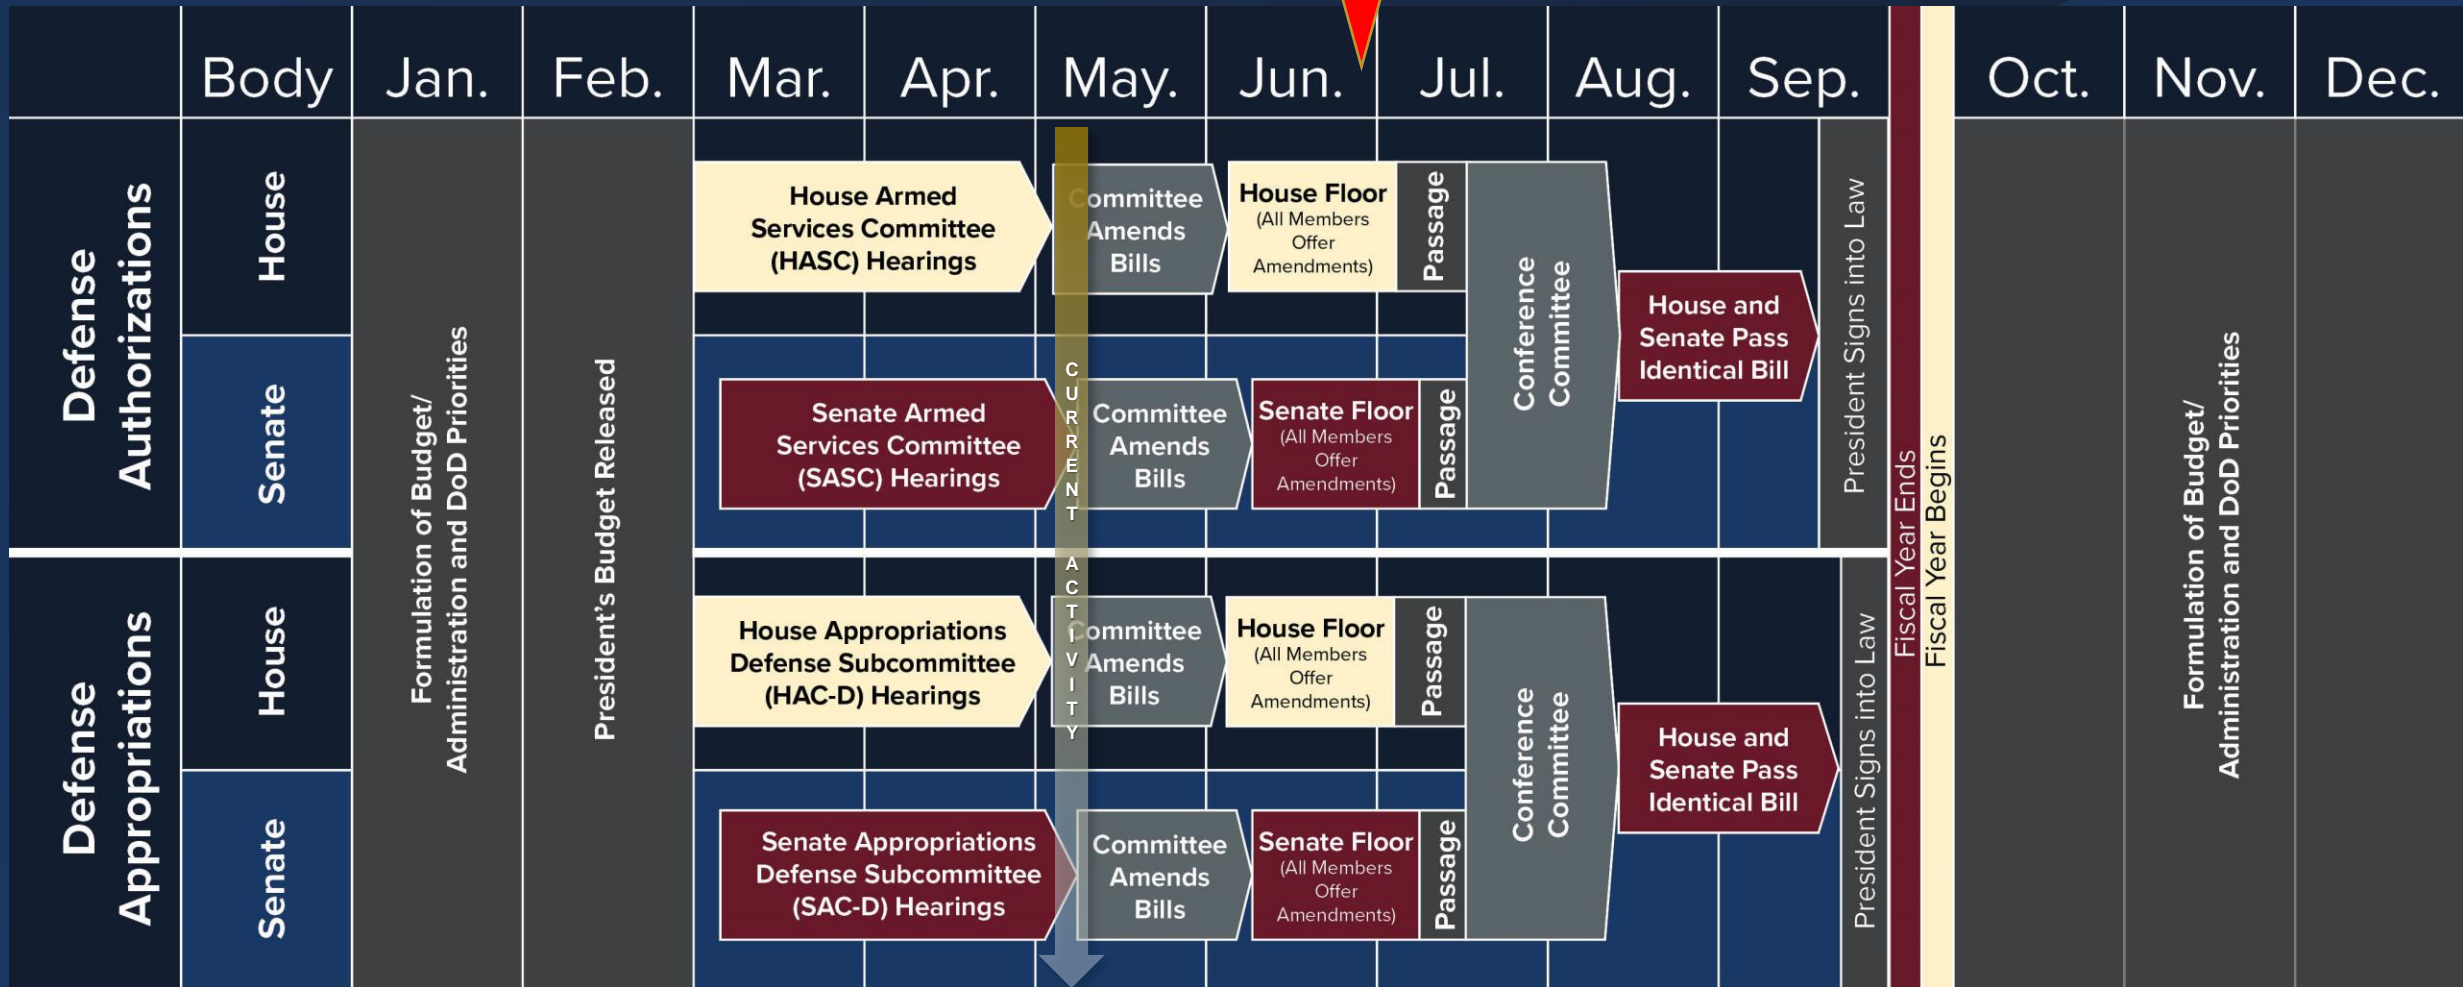 Body
Jan.
Feb.
Mar.
Apr.
May.
Jun.
Jul.
Aug.
Sep.
Oct.
Nov.
Dec.
Defense
Authorizations
House
Senate
Defense
Appropriations
House
Senate
Formulation of Budget/
Administration and DoD Priorities
President's Budget Released
House Armed
Services Committee
(HASC) Hearings
Committee
Amends
Bills
House Floor
(All Members
Offer
Amendments)
Passage
Senate Armed
Services Committee
(SASC) Hearings
Committee
Amends
Bills
Senate Floor
(All Members
Offer
Amendments)
Passage
Conference
Committee
House and
Senate Pass
Identical Bill
President Signs into Law
CURRENT ACTIVITY
House Appropriations
Defense Subcommittee
(HAC-D) Hearings
Committee
Amends
Bills
House Floor
(All Members
Offer
Amendments)
Passage
Senate Appropriations
Defense Subcommittee
(SAC-D) Hearings
Committee
Amends
Bills
Senate Floor
(All Members
Offer
Amendments)
Passage
Conference
Committee
House and
Senate Pass
Identical Bill
President Signs into Law
Fiscal Year Ends
Fiscal Year Begins
Formulation of Budget/
Administration and DoD Priorities